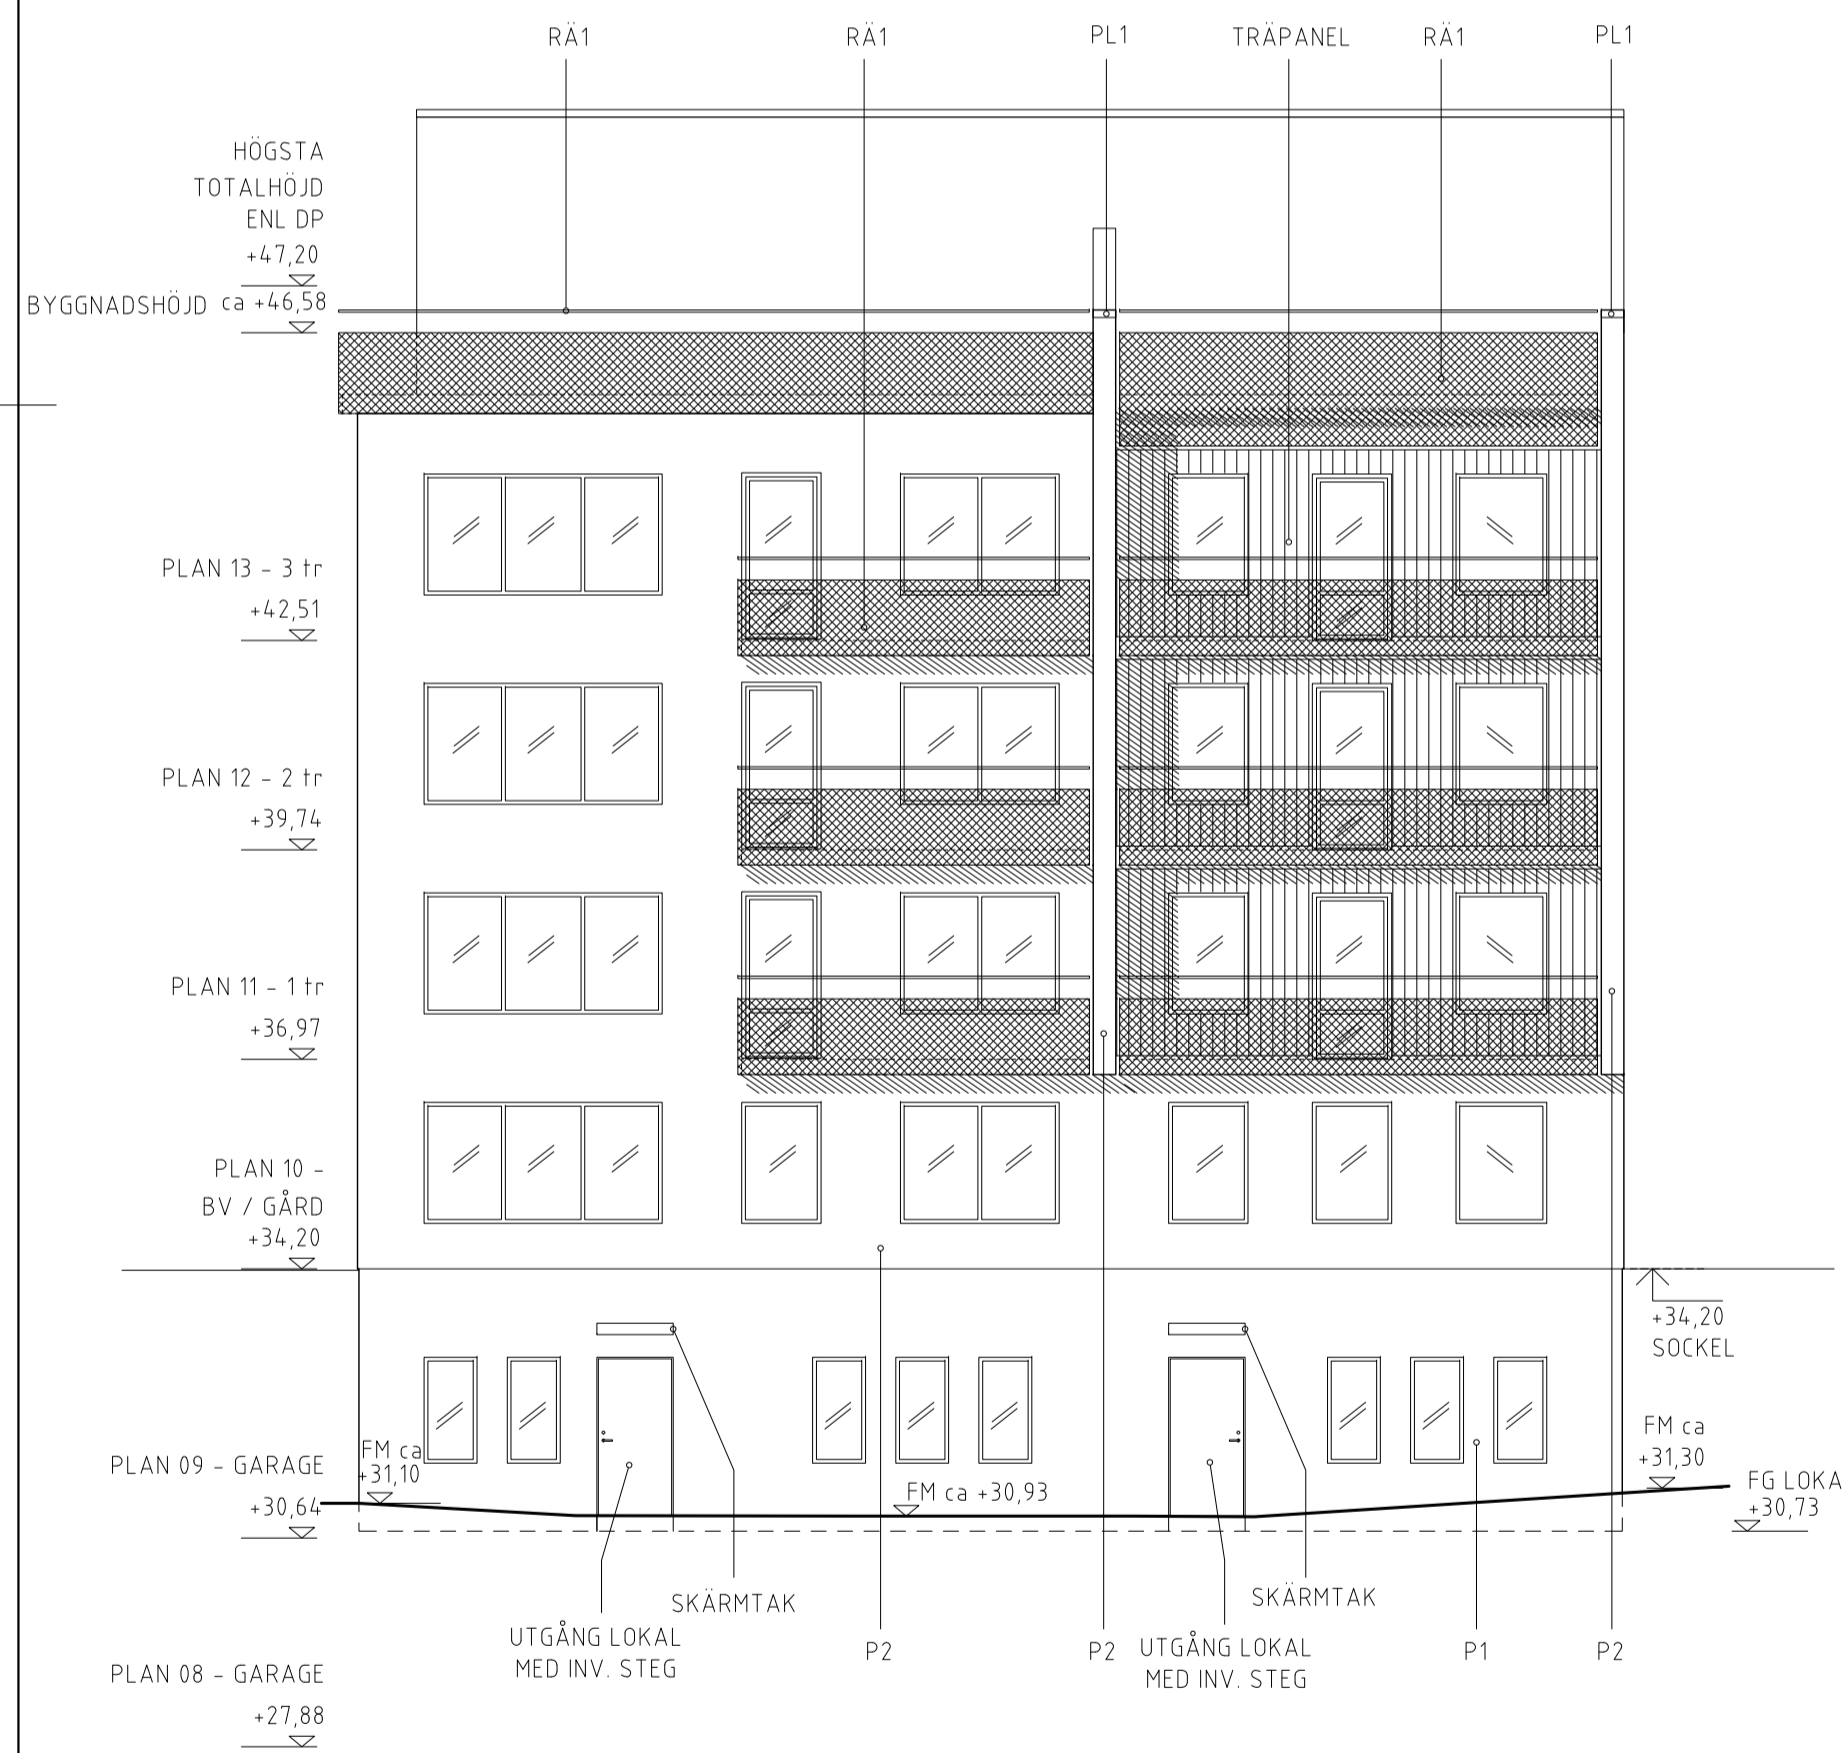 RÄ1
RÄ1
PL1
TRÄPANEL
RÄ1
PL1
HÖGSTA
TOTALHÖJD
ENL DP
+47,20
BYGGNADSHÖJD ca +46,58
PLAN 13 - 3 tr
+42,51
PLAN 12 - 2 tr
+39,74
PLAN 11 - 1 tr
+36,97
PLAN 10 -
BV / GÅRD
+34,20
+34,20
SOCKEL
PLAN 09 - GARAGE
+30,64
FM ca
+31,10
FM ca +30,93
FM ca
+31,30
FG LOKA
+30,73
SKÄRMTAK
SKÄRMTAK
UTGÅNG LOKAL
MED INV. STEG
P2
P2
UTGÅNG LOKAL
MED INV. STEG
P1
P2
PLAN 08 - GARAGE
+27,88